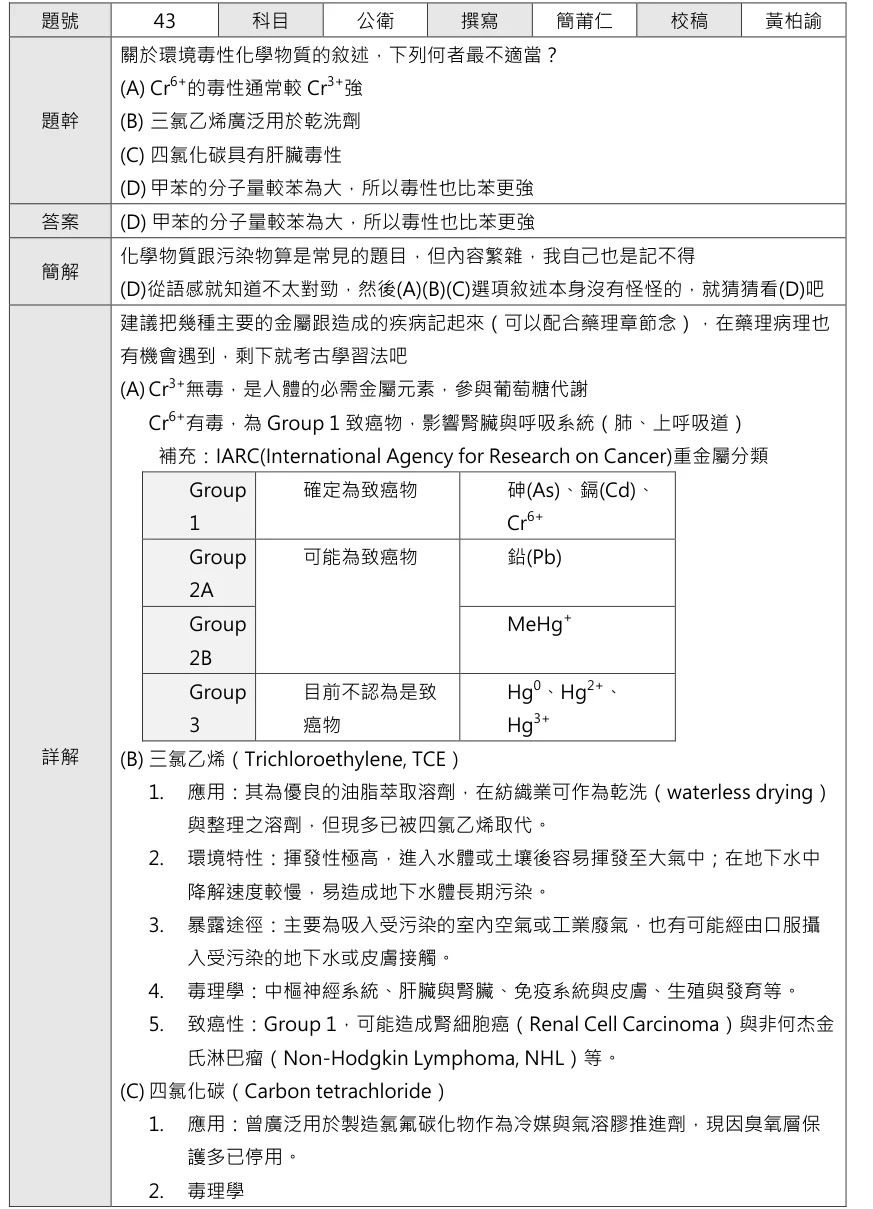 題號 43 科目 公衛 撰寫 簡莆仁 校稿 黃柏諭
題幹
關於環境毒性化學物質的敘述，下列何者最不適當？
(A) Cr6+的毒性通常較 Cr3+強
(B) 三氯乙烯廣泛用於乾洗劑
(C) 四氯化碳具有肝臟毒性
(D) 甲苯的分子量較苯為大，所以毒性也比苯更強
答案 (D) 甲苯的分子量較苯為大，所以毒性也比苯更強
簡解
化學物質跟污染物算是常見的題目，但內容繁雜，我自己也是記不得
(D)從語感就知道不太對勁，然後(A)(B)(C)選項敘述本身沒有怪怪的，就猜猜看(D)吧
詳解
建議把幾種主要的金屬跟造成的疾病記起來（可以配合藥理章節念），在藥理病理也
有機會遇到，剩下就考古學習法吧
(A) Cr3+無毒，是人體的必需金屬元素，參與葡萄糖代謝
Cr6+有毒，為 Group 1 致癌物，影響腎臟與呼吸系統（肺、上呼吸道）
補充：IARC(International Agency for Research on Cancer)重金屬分類
Group 確定為致癌物 砷(As)、鎘(Cd)、
1 Cr6+
Group 可能為致癌物 鉛(Pb)
2A
Group MeHg+
2B
Group 目前不認為是致 Hg0、Hg2+、
3 癌物 Hg3+
(B) 三氯乙烯（Trichloroethylene, TCE）
1. 應用：其為優良的油脂萃取溶劑，在紡織業可作為乾洗（waterless drying）
與整理之溶劑，但現多已被四氯乙烯取代。
2. 環境特性：揮發性極高，進入水體或土壤後容易揮發至大氣中；在地下水中
降解速度較慢，易造成地下水體長期污染。
3. 暴露途徑：主要為吸入受污染的室內空氣或工業廢氣，也有可能經由口服攝
入受污染的地下水或皮膚接觸。
4. 毒理學：中樞神經系統、肝臟與腎臟、免疫系統與皮膚、生殖與發育等。
5. 致癌性：Group 1，可能造成腎細胞癌（Renal Cell Carcinoma）與非何杰金
氏淋巴瘤（Non-Hodgkin Lymphoma, NHL）等。
(C) 四氯化碳（Carbon tetrachloride）
1. 應用：曾廣泛用於製造氯氟碳化物作為冷媒與氣溶膠推進劑，現因臭氧層保
護多已停用。
2. 毒理學